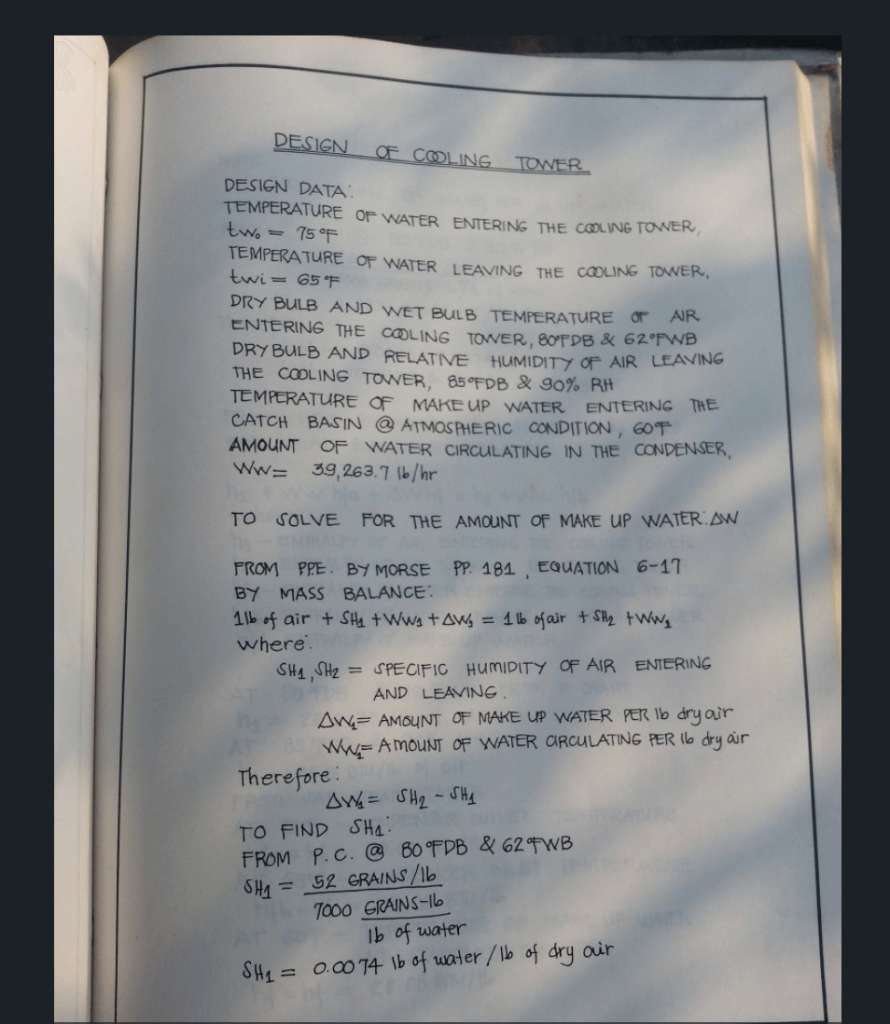 DESIGN OF COOLING TOWER
DESIGN DATA:
TEMPERATURE OF WATER ENTERING THE COOLING TOWER,
tw₀ = 75°F
TEMPERATURE OF WATER LEAVING THE COOLING TOWER,
twi = 65°F
DRY BULB AND WET BULB TEMPERATURE OF AIR
ENTERING THE COOLING TOWER, 80°FDB & 62°FWB
DRY BULB AND RELATIVE HUMIDITY OF AIR LEAVING
THE COOLING TOWER, 85°FDB & 90% RH
TEMPERATURE OF MAKE UP WATER ENTERING THE
CATCH BASIN @ ATMOSPHERIC CONDITION, 60°F
AMOUNT OF WATER CIRCULATING IN THE CONDENSER,
Ww = 39,263.7 lb/hr
TO SOLVE FOR THE AMOUNT OF MAKE UP WATER: ΔW
FROM PPE. BY MORSE PP. 181, EQUATION 6-17
BY MASS BALANCE:
1lb of air + SH₁ + Ww₁ + ΔW₁ = 1 lb of air + SH₂ + Ww₁
where:
SH₁, SH₂ = SPECIFIC HUMIDITY OF AIR ENTERING
AND LEAVING.
ΔW₁ = AMOUNT OF MAKE UP WATER PER lb dry air
Ww₁ = AMOUNT OF WATER CIRCULATING PER lb dry air
Therefore:
ΔW₁ = SH₂ - SH₁
TO FIND SH₁:
FROM P.C. @ 80°FDB & 62°FWB
SH₁ = 52 GRAINS/lb
7000 GRAINS-lb
lb of water
SH₁ = 0.0074 lb of water/lb of dry air